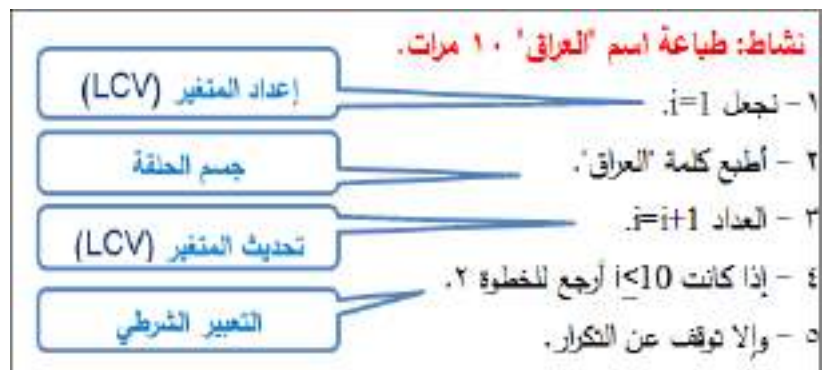 نشاط: طباعة اسم "العراق" ١٠ مرات.
إعداد المتغير (LCV)
١ - نجعل i=1.
جسم الحلقة
٢ - أطبع كلمة "العراق".
تحديث المتغير (LCV)
٣ - العداد i=i+1.
التعبير الشرطي
٤ - إذا كانت i≤10 أرجع للخطوة ٢.
٥ - وإلا توقف عن التكرار.